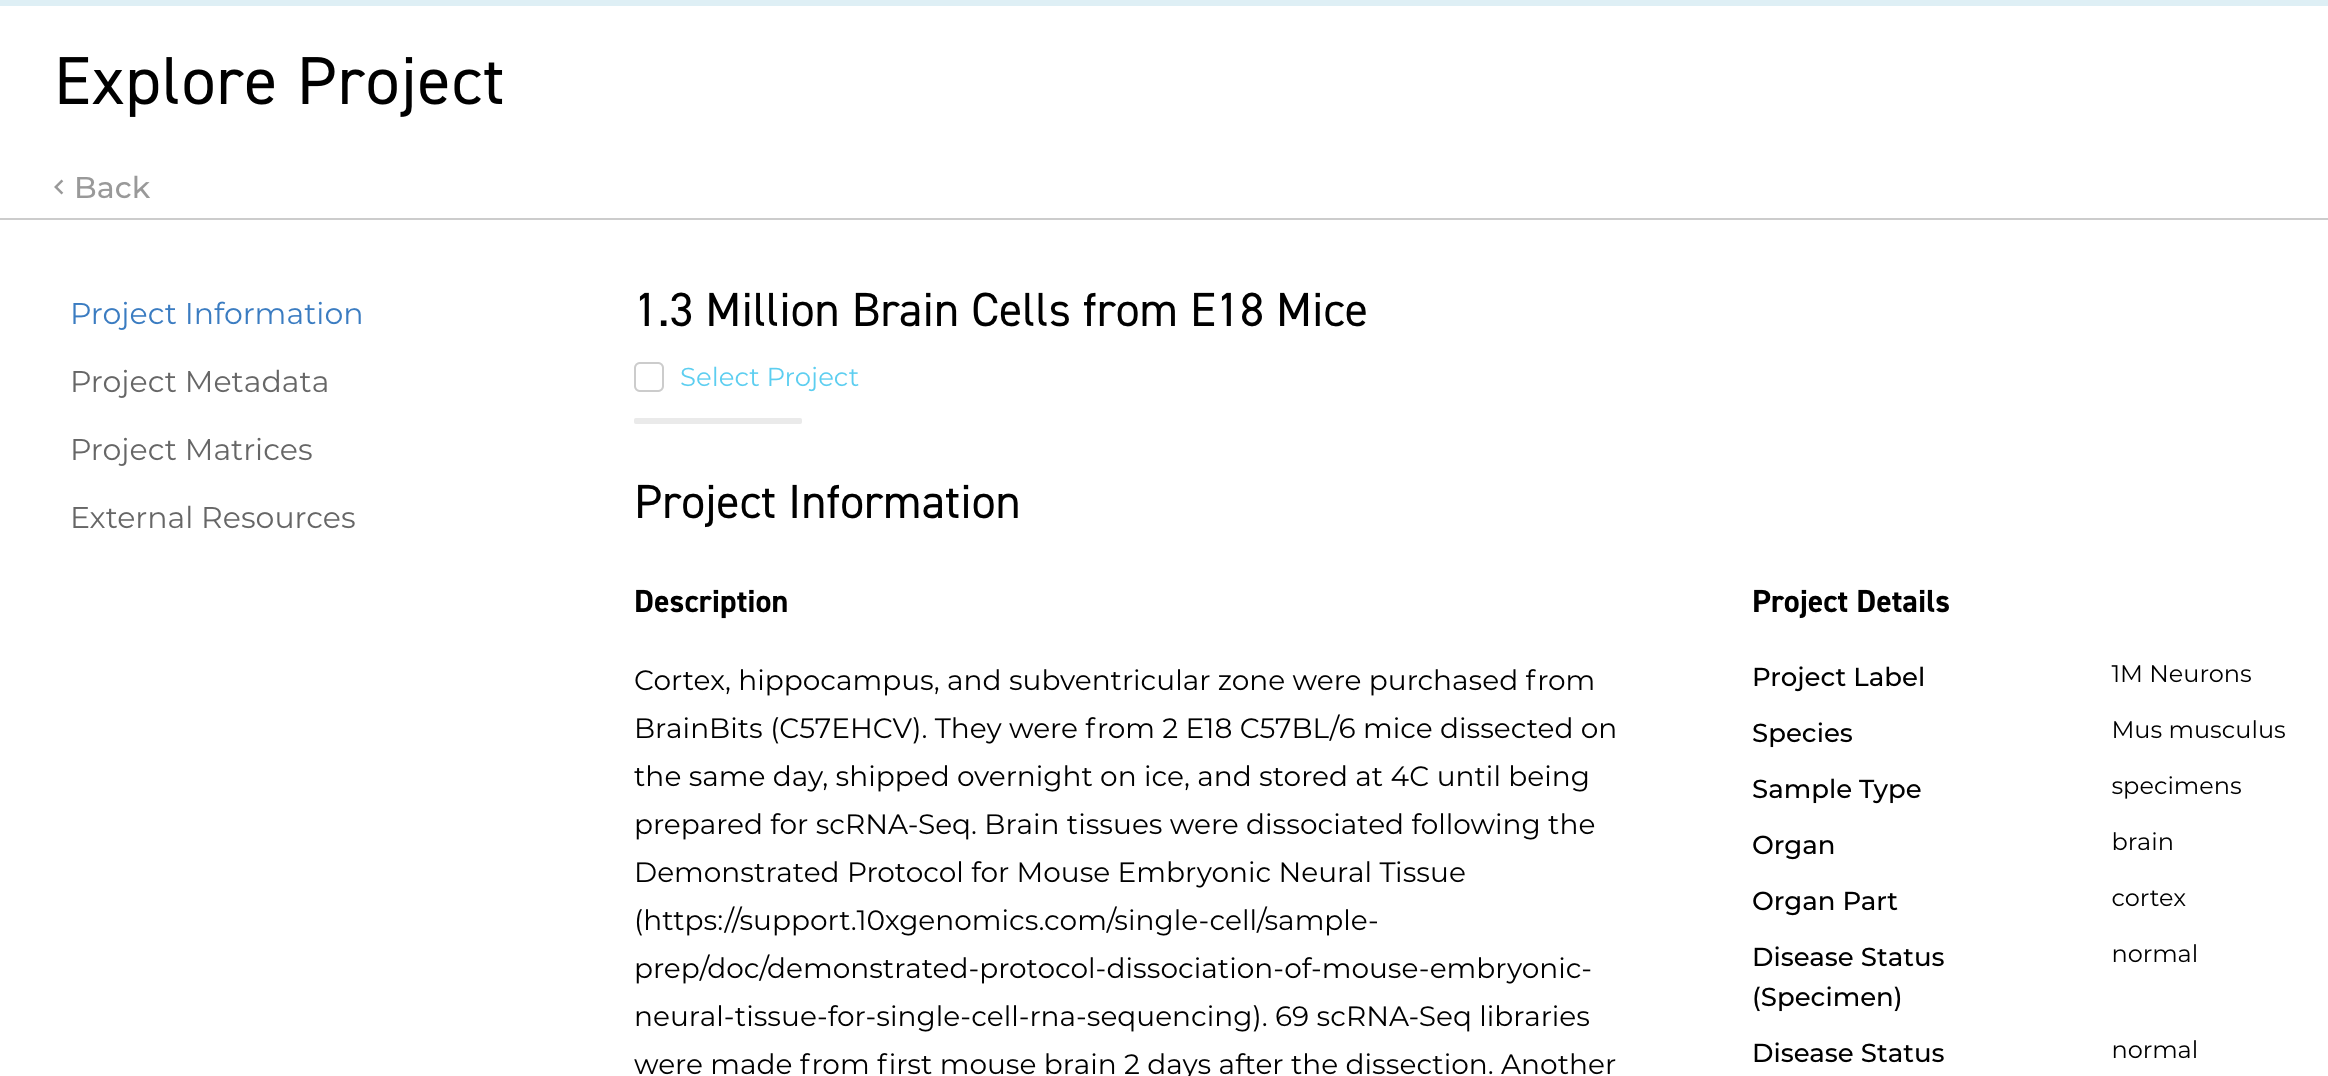 Explore Project
Back
Project Information
Project Metadata
Project Matrices
External Resources
1.3 Million Brain Cells from E18 Mice
Select Project
Project Information
Description
Cortex, hippocampus, and subventricular zone were purchased from
BrainBits (C57EHCV). They were from 2 E18 C57BL/6 mice dissected on
the same day, shipped overnight on ice, and stored at 4C until being
prepared for scRNA-Seq. Brain tissues were dissociated following the
Demonstrated Protocol for Mouse Embryonic Neural Tissue
(https://support.10xgenomics.com/single-cell/sample-
prep/doc/demonstrated-protocol-dissociation-of-mouse-embryonic-
neural-tissue-for-single-cell-rna-sequencing). 69 scRNA-Seq libraries
were made from first mouse brain 2 days after the dissection. Another
Project Details
Project Label 1M Neurons
Species Mus musculus
Sample Type specimens
Organ brain
Organ Part cortex
Disease Status normal
(Specimen)
Disease Status normal